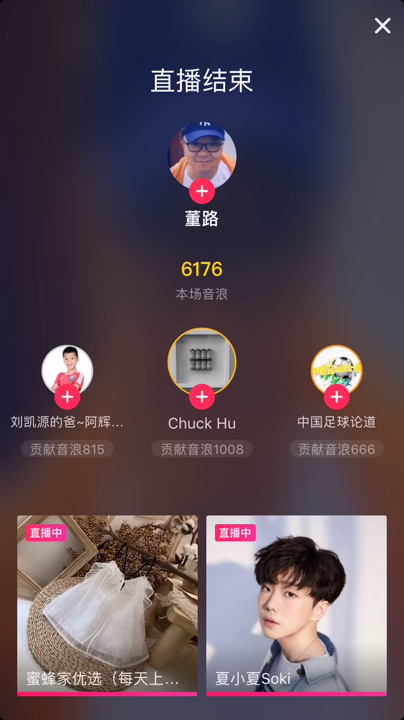 直播结束
董路
6176
本场音浪
刘凯源的爸~阿辉...
Chuck Hu
中国足球论道
贡献音浪815
贡献音浪1008
贡献音浪666
直播中
直播中
蜜蜂家优选（每天上...
夏小夏Soki